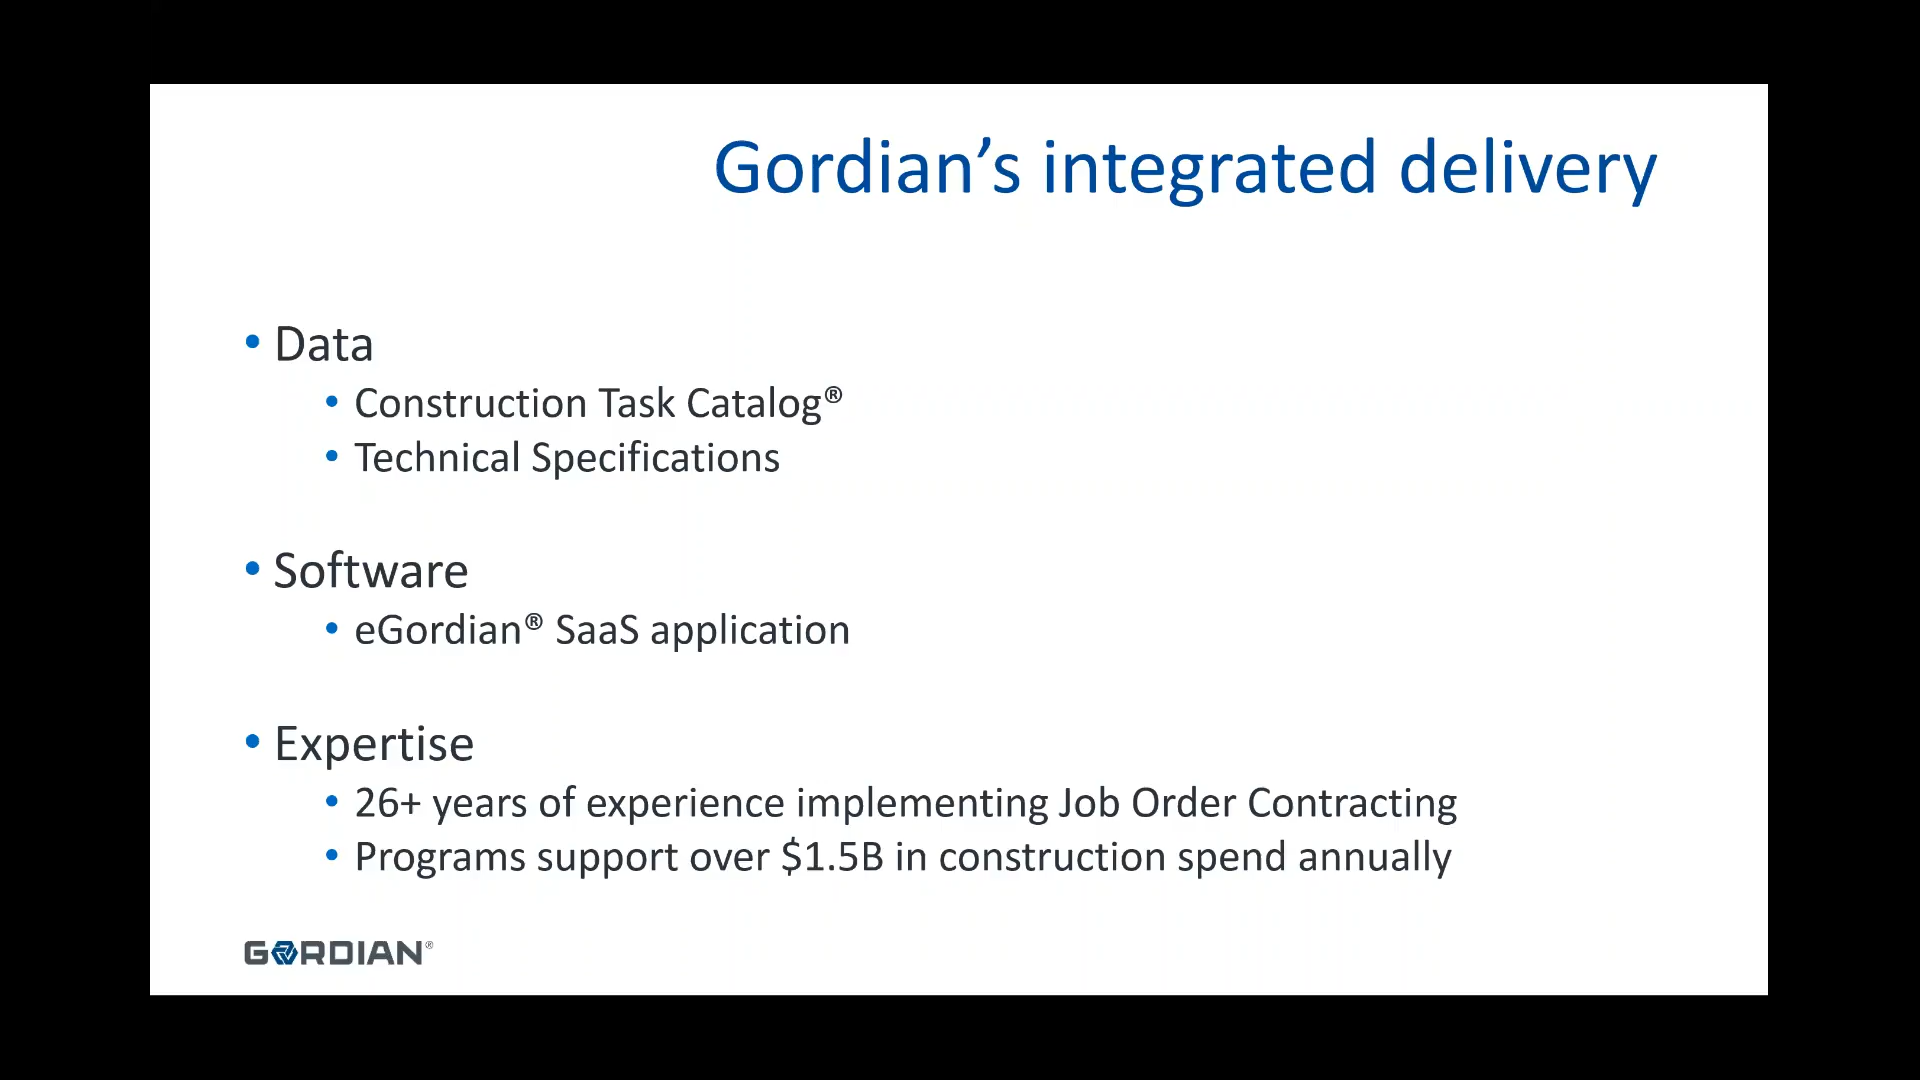 Gordian’s integrated delivery
• Data
• Construction Task Catalog®
• Technical Specifications
• Software
• eGordian® SaaS application
• Expertise
• 26+ years of experience implementing Job Order Contracting
• Programs support over $1.5B in construction spend annually
GORDIAN®